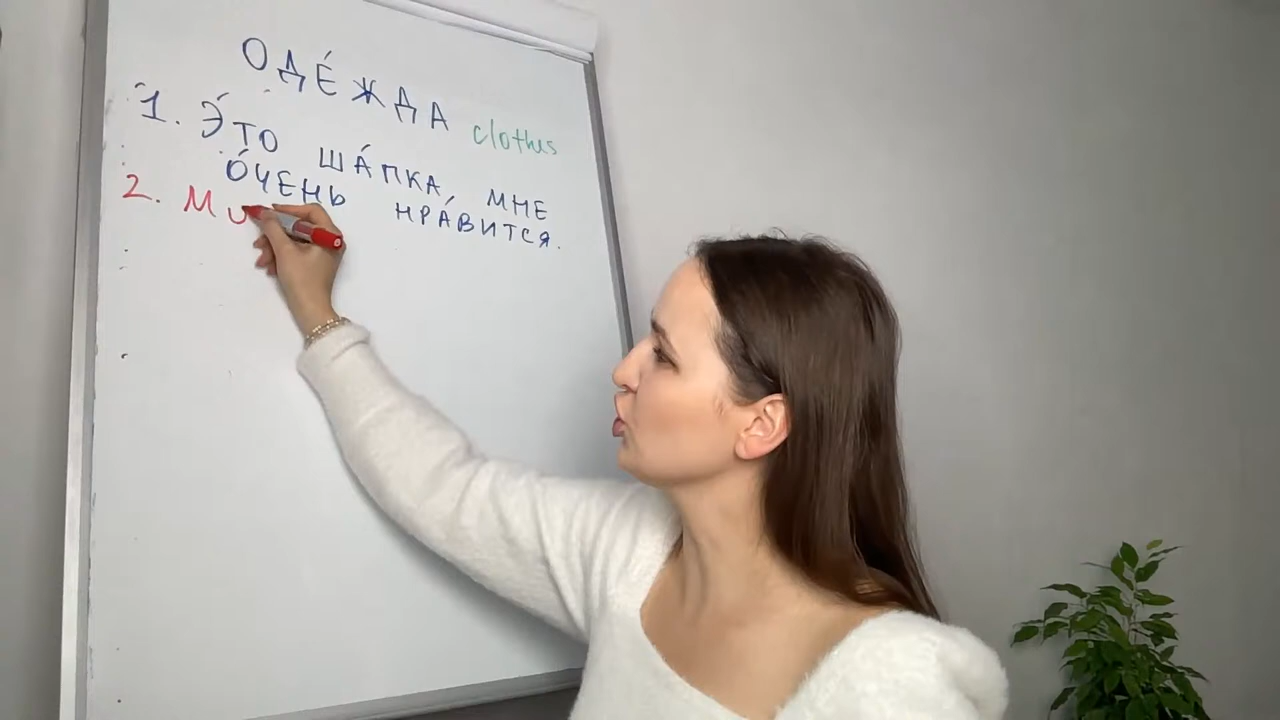 ОДЕ́ЖДА clothes
1. Э́ТО ША́ПКА, МНЕ
О́ЧЕНЬ НРА́ВИТСЯ.
2.